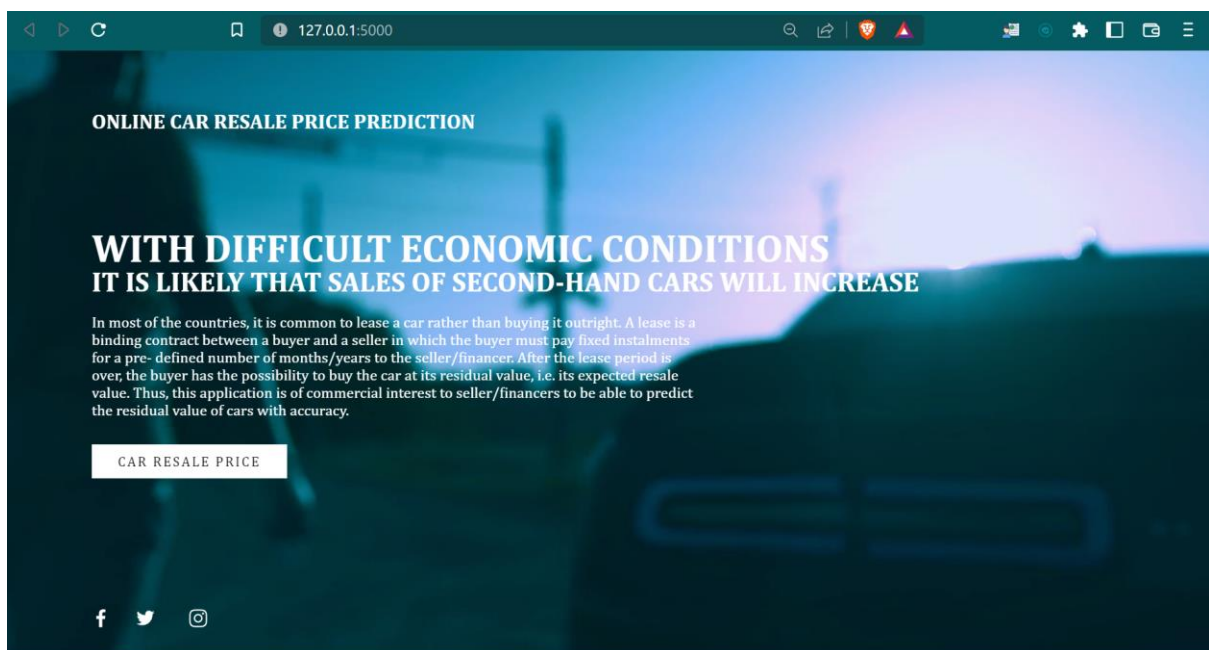 127.0.0.1:5000
ONLINE CAR RESALE PRICE PREDICTION
WITH DIFFICULT ECONOMIC CONDITIONS
IT IS LIKELY THAT SALES OF SECOND-HAND CARS WILL INCREASE
In most of the countries, it is common to lease a car rather than buying it outright. A lease is a
binding contract between a buyer and a seller in which the buyer must pay fixed instalments
for a pre- defined number of months/years to the seller/financer. After the lease period is
over, the buyer has the possibility to buy the car at its residual value, i.e. its expected resale
value. Thus, this application is of commercial interest to seller/financers to be able to predict
the residual value of cars with accuracy.
CAR RESALE PRICE